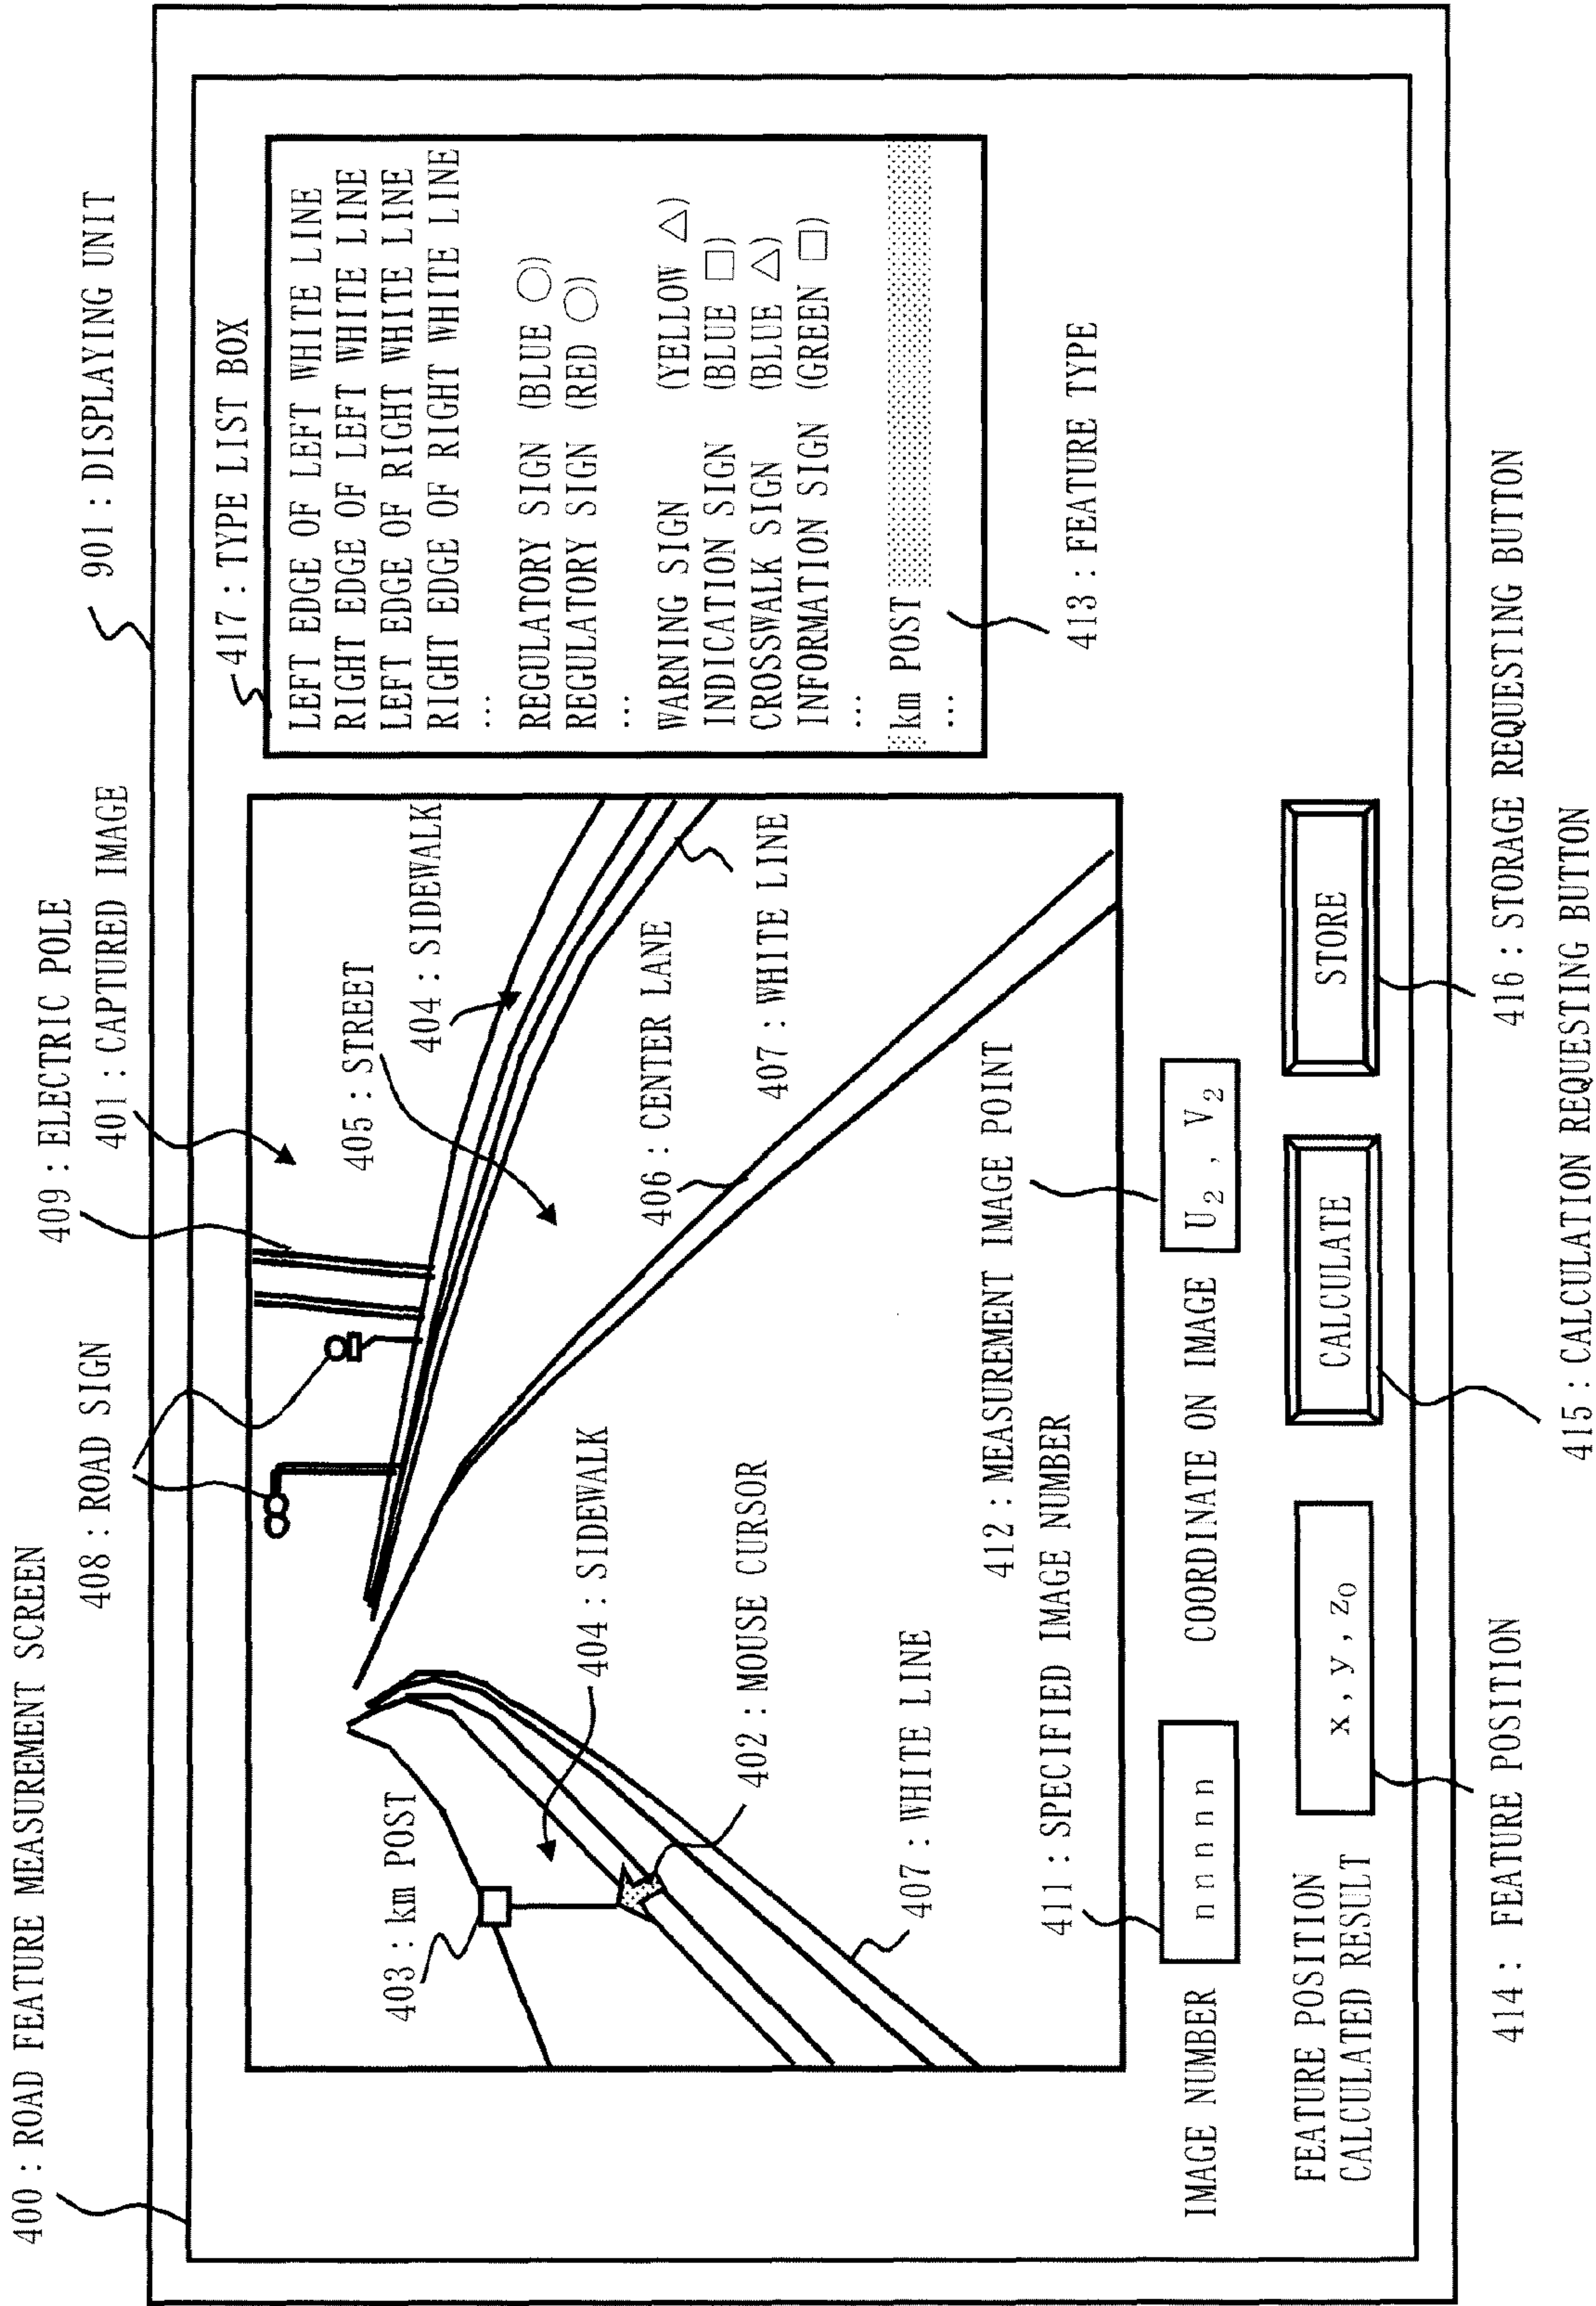 400 : ROAD FEATURE MEASUREMENT SCREEN
408 : ROAD SIGN
409 : ELECTRIC POLE
401 : CAPTURED IMAGE
901 : DISPLAYING UNIT
417 : TYPE LIST BOX
LEFT EDGE OF LEFT WHITE LINE
RIGHT EDGE OF LEFT WHITE LINE
LEFT EDGE OF RIGHT WHITE LINE
RIGHT EDGE OF RIGHT WHITE LINE
...
REGULATORY SIGN (BLUE ○)
REGULATORY SIGN (RED ○)
...
WARNING SIGN (YELLOW △)
INDICATION SIGN (BLUE □)
CROSSWALK SIGN (BLUE △)
INFORMATION SIGN (GREEN □)
...
km POST
...
413 : FEATURE TYPE
403 : km POST
405 : STREET
404 : SIDEWALK
404 : SIDEWALK
406 : CENTER LANE
402 : MOUSE CURSOR
407 : WHITE LINE
407 : WHITE LINE
412 : MEASUREMENT IMAGE POINT
411 : SPECIFIED IMAGE NUMBER
IMAGE NUMBER
n n n n n
COORDINATE ON IMAGE
U₂ , V₂
FEATURE POSITION
CALCULATED RESULT
x , y , z₀
CALCULATE
STORE
414 : FEATURE POSITION
416 : STORAGE REQUESTING BUTTON
415 : CALCULATION REQUESTING BUTTON